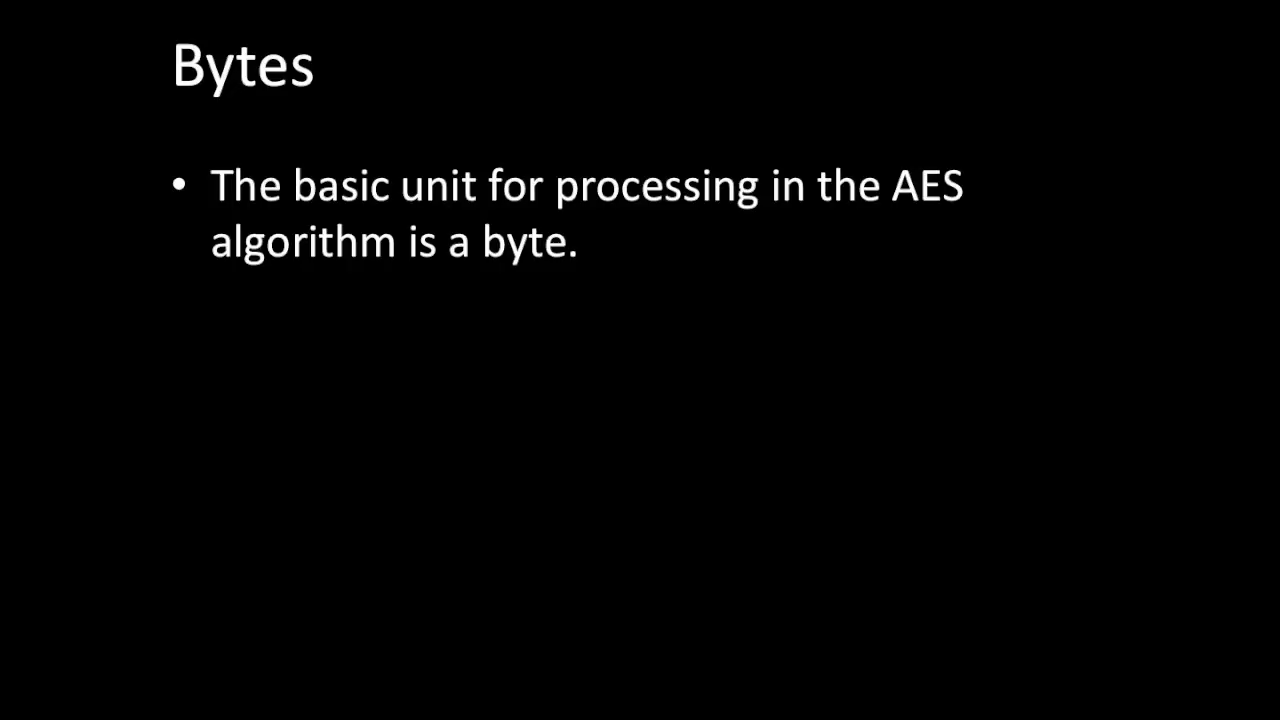 Bytes
• The basic unit for processing in the AES
algorithm is a byte.